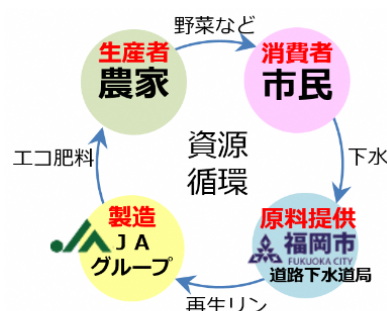 野菜など
生産者
農家
消費者
市民
資源
循環
エコ肥料
下水
製造
JA
グループ
原料提供
福岡市
FUKUOKA CITY
道路下水道局
再生リン